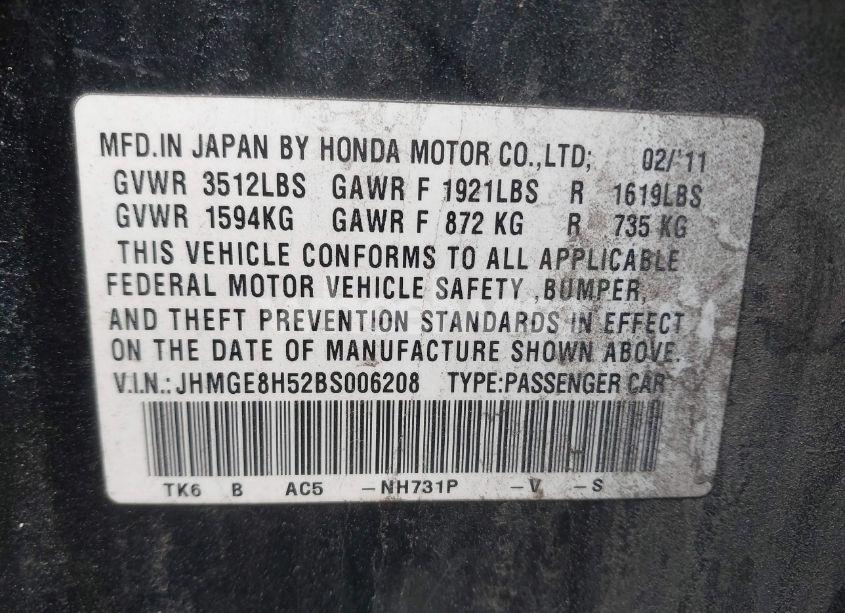 MFD.IN JAPAN BY HONDA MOTOR CO.,LTD; 02/'11
GVWR 3512LBS GAWR F 1921LBS R 1619LBS
GVWR 1594KG GAWR F 872 KG R 735 KG
THIS VEHICLE CONFORMS TO ALL APPLICABLE
FEDERAL MOTOR VEHICLE SAFETY ,BUMPER,
AND THEFT PREVENTION STANDARDS IN EFFECT
ON THE DATE OF MANUFACTURE SHOWN ABOVE.
V.I.N.: JHMGE8H52BS006208 TYPE:PASSENGER CAR
TK6 B AC5 -NH731P -V -S